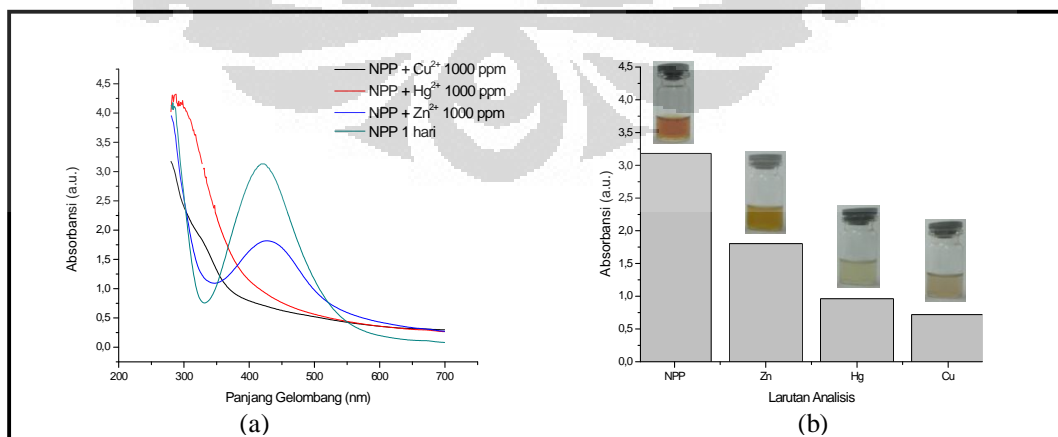 NPP + Cu²⁺ 1000 ppm
NPP + Hg²⁺ 1000 ppm
NPP + Zn²⁺ 1000 ppm
NPP 1 hari
4,5
4,0
3,5
3,0
2,5
2,0
1,5
1,0
0,5
0,0
Absorbansi (a.u.)
200 300 400 500 600 700
Panjang Gelombang (nm)
(a)
4,5
4,0
3,5
3,0
2,5
2,0
1,5
1,0
0,5
0,0
Absorbansi (a.u.)
NPP Zn Hg Cu
Larutan Analisis
(b)